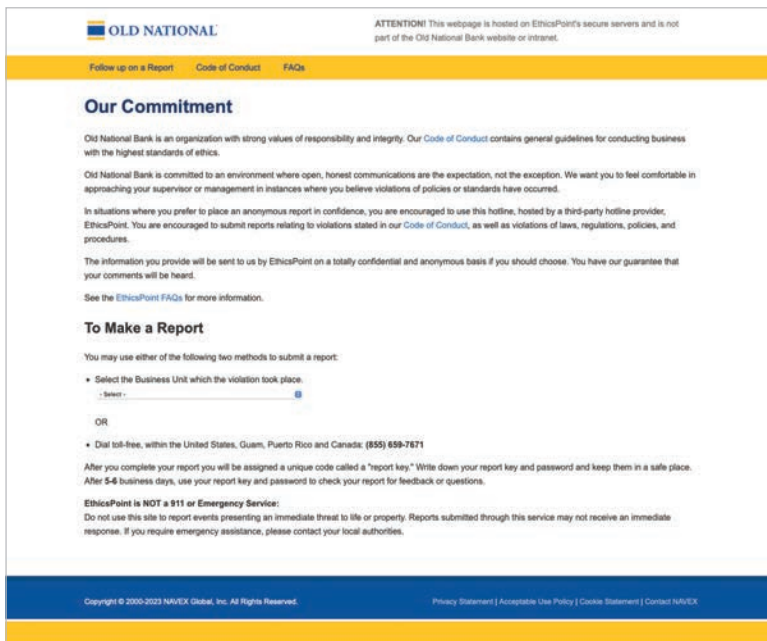 OLD NATIONAL
ATTENTION! This webpage is hosted on EthicsPoint's secure servers and is not
part of the Old National Bank website or intranet.
Follow up on a Report Code of Conduct FAQs
Our Commitment
Old National Bank is an organization with strong values of responsibility and integrity. Our Code of Conduct contains general guidelines for conducting business
with the highest standards of ethics.
Old National Bank is committed to an environment where open, honest communications are the expectation, not the exception. We want you to feel comfortable in
approaching your supervisor or management in instances where you believe violations of policies or standards have occurred.
In situations where you prefer to place an anonymous report in confidence, you are encouraged to use this hotline, hosted by a third-party hotline provider,
EthicsPoint. You are encouraged to submit reports relating to violations stated in our Code of Conduct, as well as violations of laws, regulations, policies, and
procedures.
The information you provide will be sent to us by EthicsPoint on a totally confidential and anonymous basis if you should choose. You have our guarantee that
your comments will be heard.
See the EthicsPoint FAQs for more information.
To Make a Report
You may use either of the following two methods to submit a report:
• Select the Business Unit which the violation took place.
- Select -
OR
• Dial toll-free, within the United States, Guam, Puerto Rico and Canada: (855) 659-7671
After you complete your report you will be assigned a unique code called a "report key." Write down your report key and password and keep them in a safe place.
After 5-6 business days, use your report key and password to check your report for feedback or questions.
EthicsPoint is NOT a 911 or Emergency Service:
Do not use this site to report events presenting an immediate threat to life or property. Reports submitted through this service may not receive an immediate
response. If you require emergency assistance, please contact your local authorities.
Copyright © 2000-2023 NAVEX Global, Inc. All Rights Reserved.
Privacy Statement | Acceptable Use Policy | Cookie Statement | Contact NAVEX